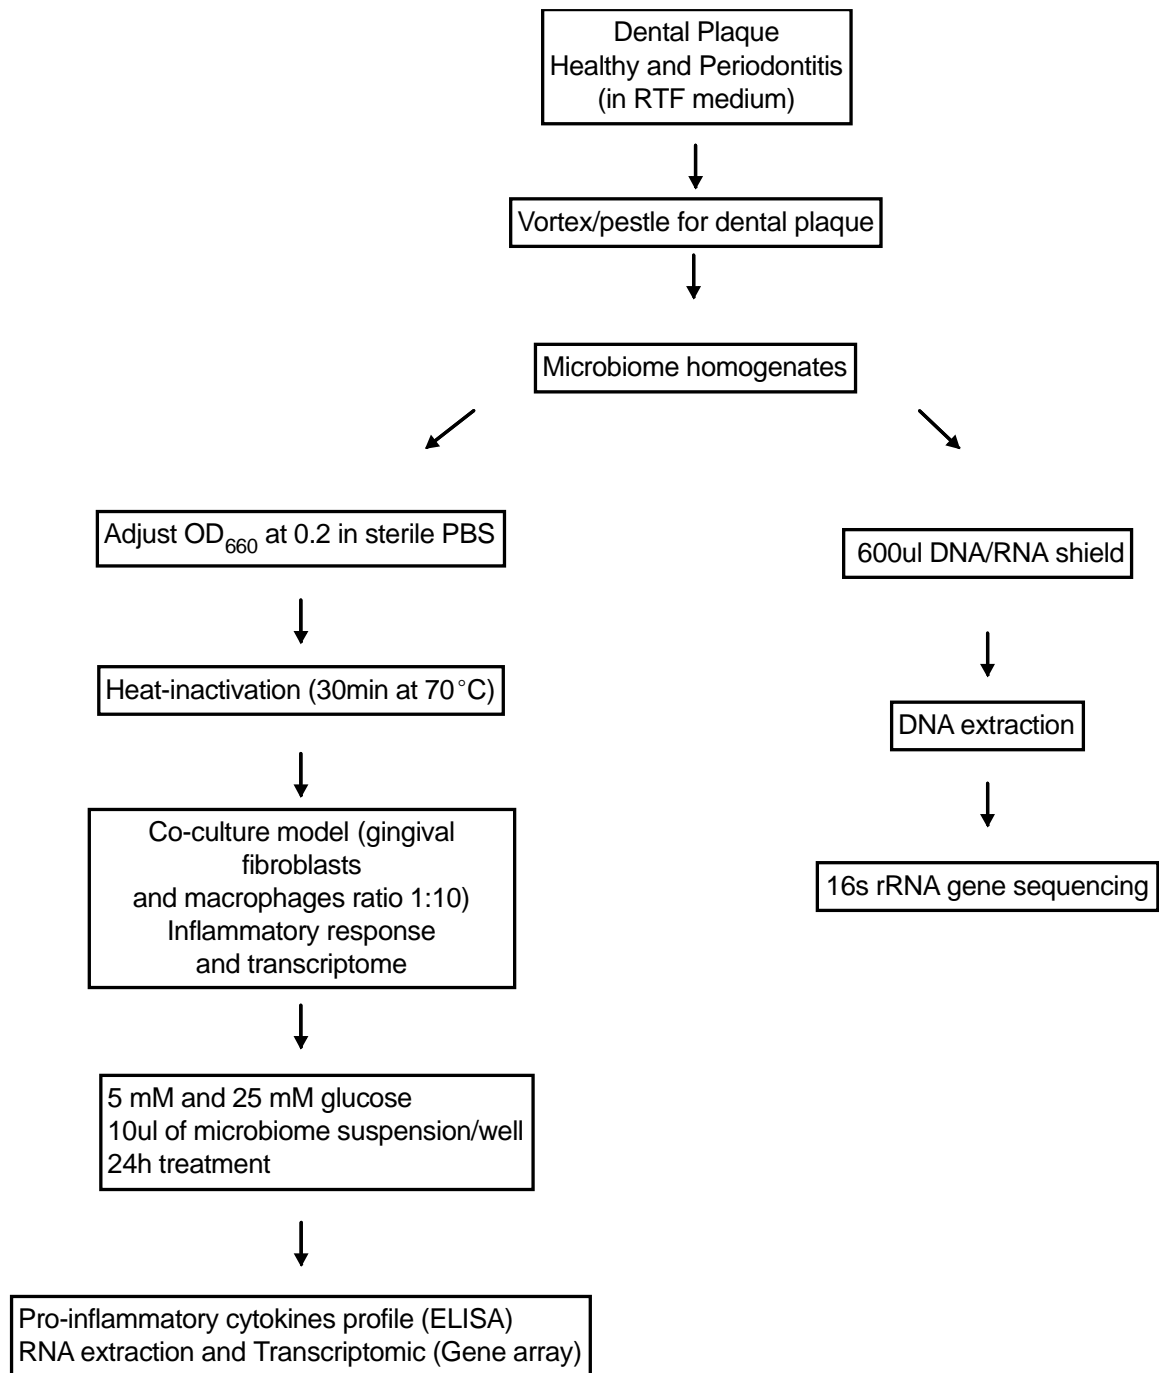 Dental Plaque
Healthy and Periodontitis
(in RTF medium)
Vortex/pestle for dental plaque
Microbiome homogenates
Adjust OD660 at 0.2 in sterile PBS
Heat-inactivation (30min at 70°C)
Co-culture model (gingival
fibroblasts
and macrophages ratio 1:10)
Inflammatory response
and transcriptome
5 mM and 25 mM glucose
10ul of microbiome suspension/well
24h treatment
Pro-inflammatory cytokines profile (ELISA)
RNA extraction and Transcriptomic (Gene array)
600ul DNA/RNA shield
DNA extraction
16s rRNA gene sequencing